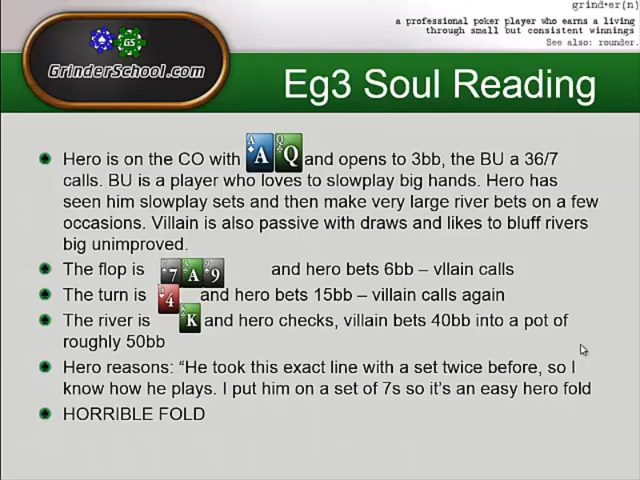 grind•er(n)
a professional poker player who earns a living
through small but consistent winnings
See also: rounder.
GS
GrinderSchool.com
Eg3 Soul Reading
Hero is on the CO with A Q and opens to 3bb, the BU a 36/7
calls. BU is a player who loves to slowplay big hands. Hero has
seen him slowplay sets and then make very large river bets on a few
occasions. Villain is also passive with draws and likes to bluff rivers
big unimproved.
The flop is 7 A 9 and hero bets 6bb – vllain calls
The turn is 4 and hero bets 15bb – villain calls again
The river is K and hero checks, villain bets 40bb into a pot of
roughly 50bb
Hero reasons: “He took this exact line with a set twice before, so I
know how he plays. I put him on a set of 7s so it’s an easy hero fold
HORRIBLE FOLD